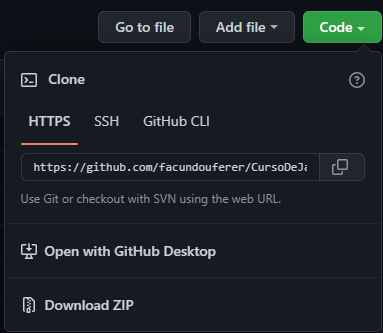 Go to file Add file Code
Clone
HTTPS SSH GitHub CLI
https://github.com/facundouferer/CursoDeJa
Use Git or checkout with SVN using the web URL.
Open with GitHub Desktop
Download ZIP